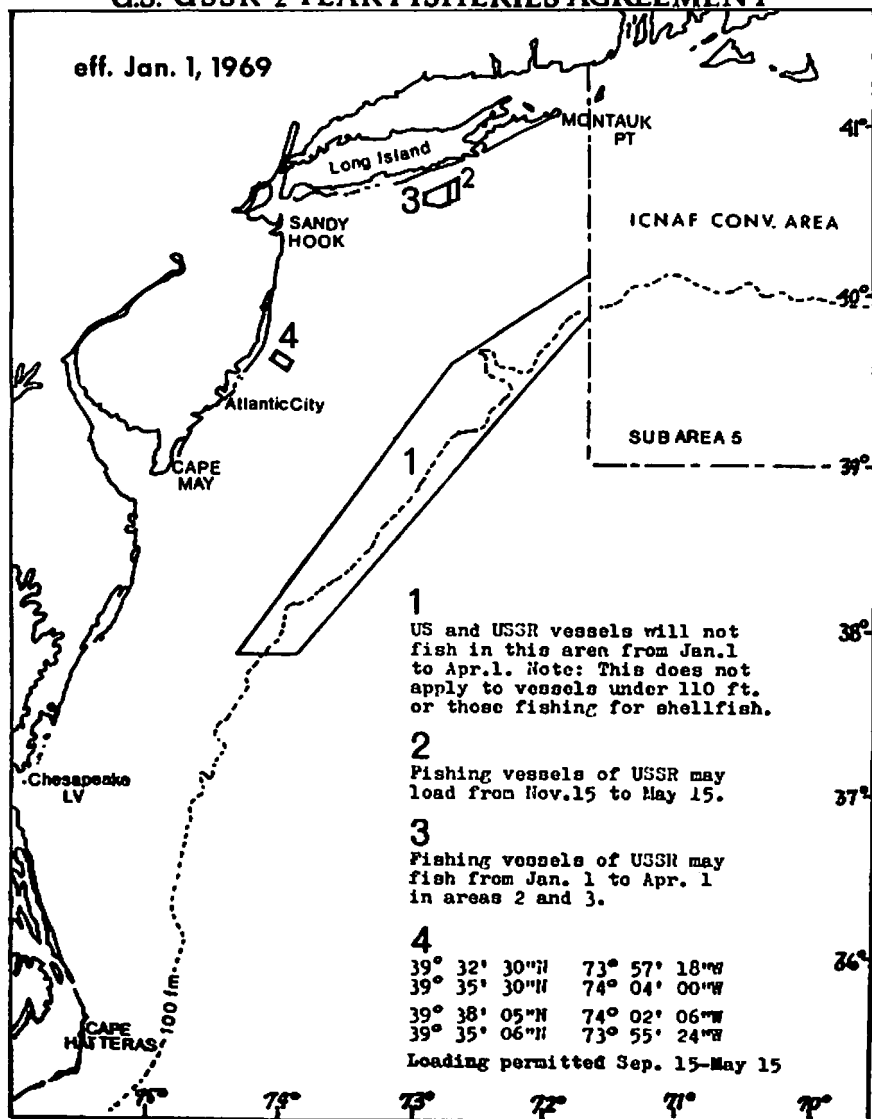 U.S. USSR 2 YEAR FISHERIES AGREEMENT
eff. Jan. 1, 1969
MONTAUK
PT
41°
Long Island
2
3
SANDY
HOOK
ICNAF CONV. AREA
40°
4
Atlantic City
SUBAREA 5
39°
CAPE
MAY
1
1
US and USSR vessels will not
fish in this area from Jan.1
to Apr.1. Note: This does not
apply to vessels under 110 ft.
or those fishing for shellfish.
38°
2
Fishing vessels of USSR may
load from Nov.15 to May 15.
37°
Chesapeake
LV
3
Fishing vessels of USSR may
fish from Jan. 1 to Apr. 1
in areas 2 and 3.
4
39° 32' 30"N 73° 57' 18"W
39° 35' 30"N 74° 04' 00"W
39° 38' 05"N 74° 02' 06"W
39° 35' 06"N 73° 55' 24"W
Loading permitted Sep. 15-May 15
36°
100 fm
CAPE
HATTERAS
75° 74° 73° 72° 71° 70°